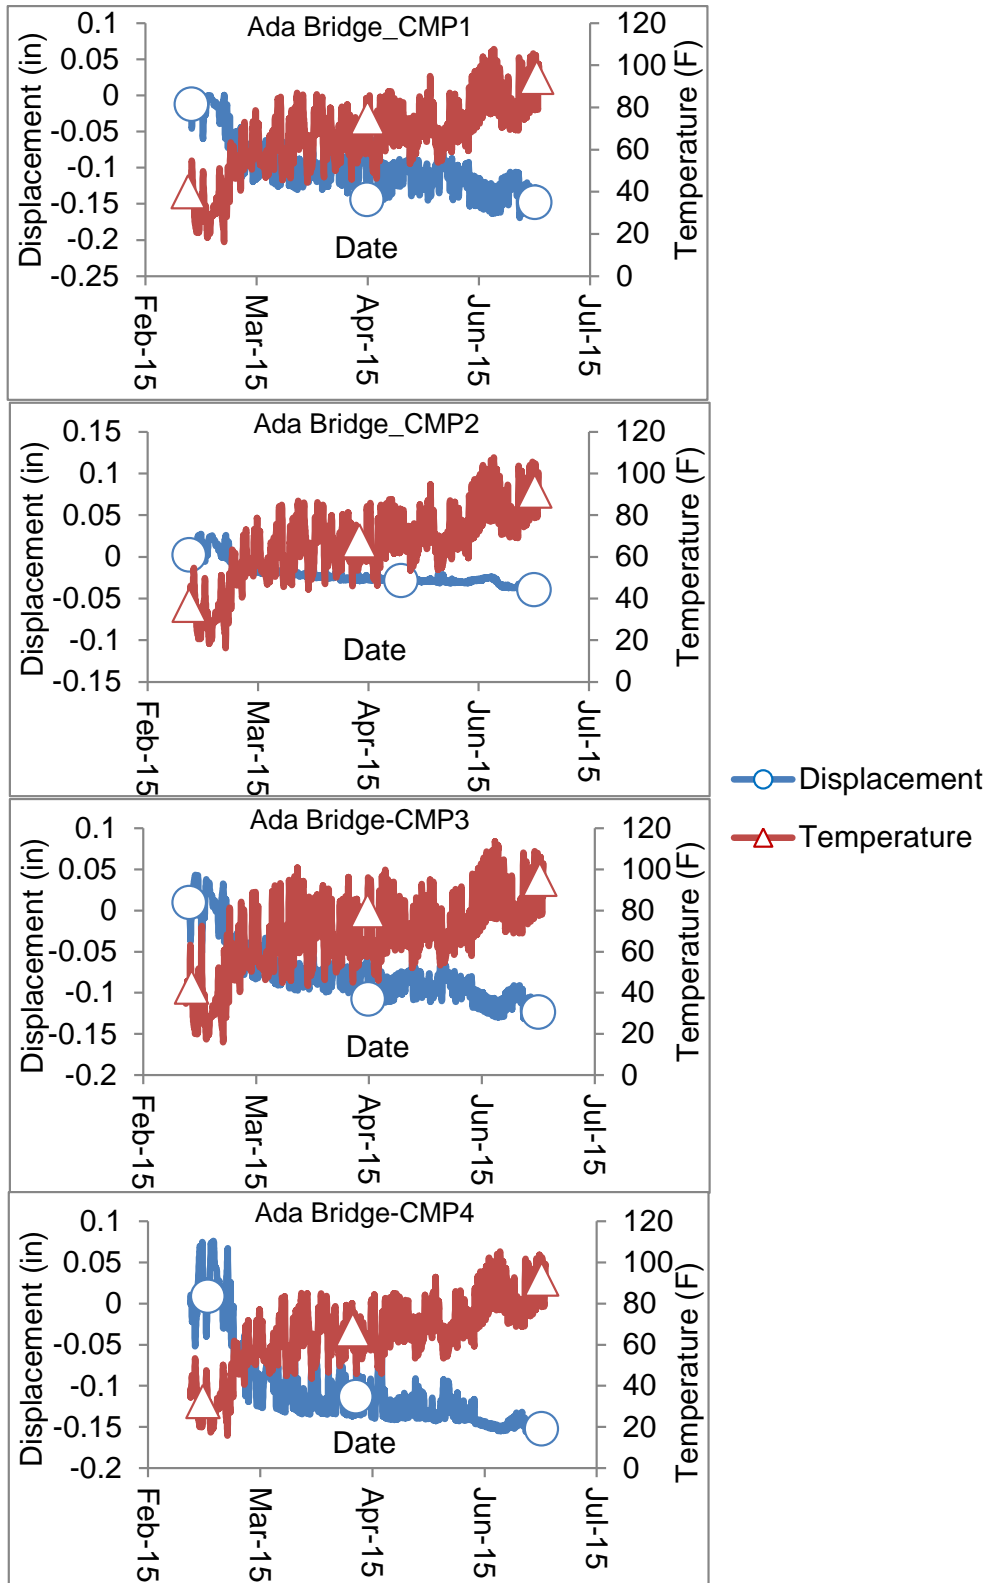 Ada Bridge_CMP1
Displacement (in)
0.1
0.05
0
-0.05
-0.1
-0.15
-0.2
-0.25
Date
120
100
80
60
40
20
0
Temperature (F)
Feb-15
Mar-15
Apr-15
Jun-15
Jul-15
Ada Bridge_CMP2
Displacement (in)
0.15
0.1
0.05
0
-0.05
-0.1
-0.15
Date
120
100
80
60
40
20
0
Temperature (F)
Feb-15
Mar-15
Apr-15
Jun-15
Jul-15
Displacement
Temperature
Ada Bridge-CMP3
Displacement (in)
0.1
0.05
0
-0.05
-0.1
-0.15
-0.2
Date
120
100
80
60
40
20
0
Temperature (F)
Feb-15
Mar-15
Apr-15
Jun-15
Jul-15
Ada Bridge-CMP4
Displacement (in)
0.1
0.05
0
-0.05
-0.1
-0.15
-0.2
Date
120
100
80
60
40
20
0
Temperature (F)
Feb-15
Mar-15
Apr-15
Jun-15
Jul-15